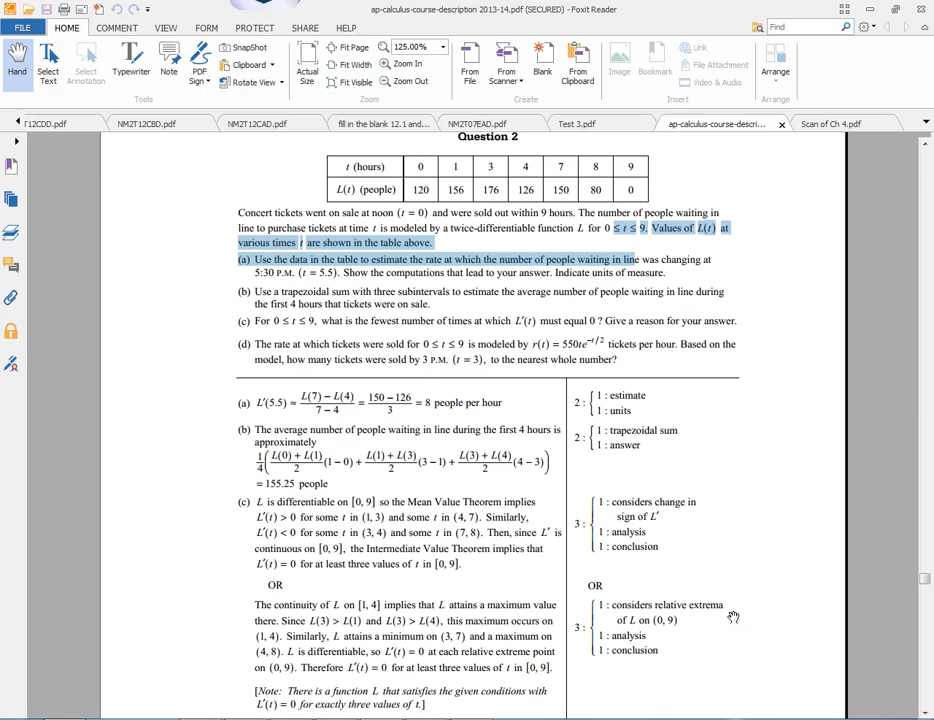 ap-calculus-course-description 2013-14.pdf (SECURED) - Foxit Reader
FILE HOME COMMENT VIEW FORM PROTECT SHARE HELP Find
Hand
Select
Text
Select
Annotation
SnapShot
Clipboard
Rotate View
Tools
Actual
Size
Fit Page
Fit Width
Fit Visible
125.00%
Zoom In
Zoom Out
Zoom
Typewriter
Note
PDF
Sign
From
File
From
Scanner
Blank
From
Clipboard
Create
Image
Bookmark
Link
File Attachment
Video & Audio
Insert
Arrange
Arrange
T12CDD.pdf NM2T12CBD.pdf NM2T12CAD.pdf fill in the blank 12.1 and... NM2T07EAD.pdf Test 3.pdf ap-calculus-course-descri... Scan of Ch 4.pdf
Question 2
t (hours) 0 1 3 4 7 8 9
L(t) (people) 120 156 176 126 150 80 0
Concert tickets went on sale at noon (t = 0) and were sold out within 9 hours. The number of people waiting in
line to purchase tickets at time t is modeled by a twice-differentiable function L for 0 ≤ t ≤ 9. Values of L(t) at
various times t are shown in the table above.
(a) Use the data in the table to estimate the rate at which the number of people waiting in line was changing at
5:30 P.M. (t = 5.5). Show the computations that lead to your answer. Indicate units of measure.
(b) Use a trapezoidal sum with three subintervals to estimate the average number of people waiting in line during
the first 4 hours that tickets were on sale.
(c) For 0 ≤ t ≤ 9, what is the fewest number of times at which L′(t) must equal 0 ? Give a reason for your answer.
(d) The rate at which tickets were sold for 0 ≤ t ≤ 9 is modeled by r(t) = 550te^(−t/2) tickets per hour. Based on the
model, how many tickets were sold by 3 P.M. (t = 3), to the nearest whole number?
(a) L′(5.5) ≈ (L(7) − L(4))/(7 − 4) = (150 − 126)/3 = 8 people per hour
2 : { 1 : estimate
1 : units
(b) The average number of people waiting in line during the first 4 hours is
approximately
1/4 ( (L(0) + L(1))/2 (1 − 0) + (L(1) + L(3))/2 (3 − 1) + (L(3) + L(4))/2 (4 − 3) )
= 155.25 people
2 : { 1 : trapezoidal sum
1 : answer
(c) L is differentiable on [0, 9] so the Mean Value Theorem implies
L′(t) > 0 for some t in (1, 3) and some t in (4, 7). Similarly,
L′(t) < 0 for some t in (3, 4) and some t in (7, 8). Then, since L′ is
continuous on [0, 9], the Intermediate Value Theorem implies that
L′(t) = 0 for at least three values of t in [0, 9].
3 : { 1 : considers change in
sign of L′
1 : analysis
1 : conclusion
OR
The continuity of L on [1, 4] implies that L attains a maximum value
there. Since L(3) > L(1) and L(3) > L(4), this maximum occurs on
(1, 4). Similarly, L attains a minimum on (3, 7) and a maximum on
(4, 8). L is differentiable, so L′(t) = 0 at each relative extreme point
on (0, 9). Therefore L′(t) = 0 for at least three values of t in [0, 9].
[Note: There is a function L that satisfies the given conditions with
L′(t) = 0 for exactly three values of t.]
OR
3 : { 1 : considers relative extrema
of L on (0, 9)
1 : analysis
1 : conclusion